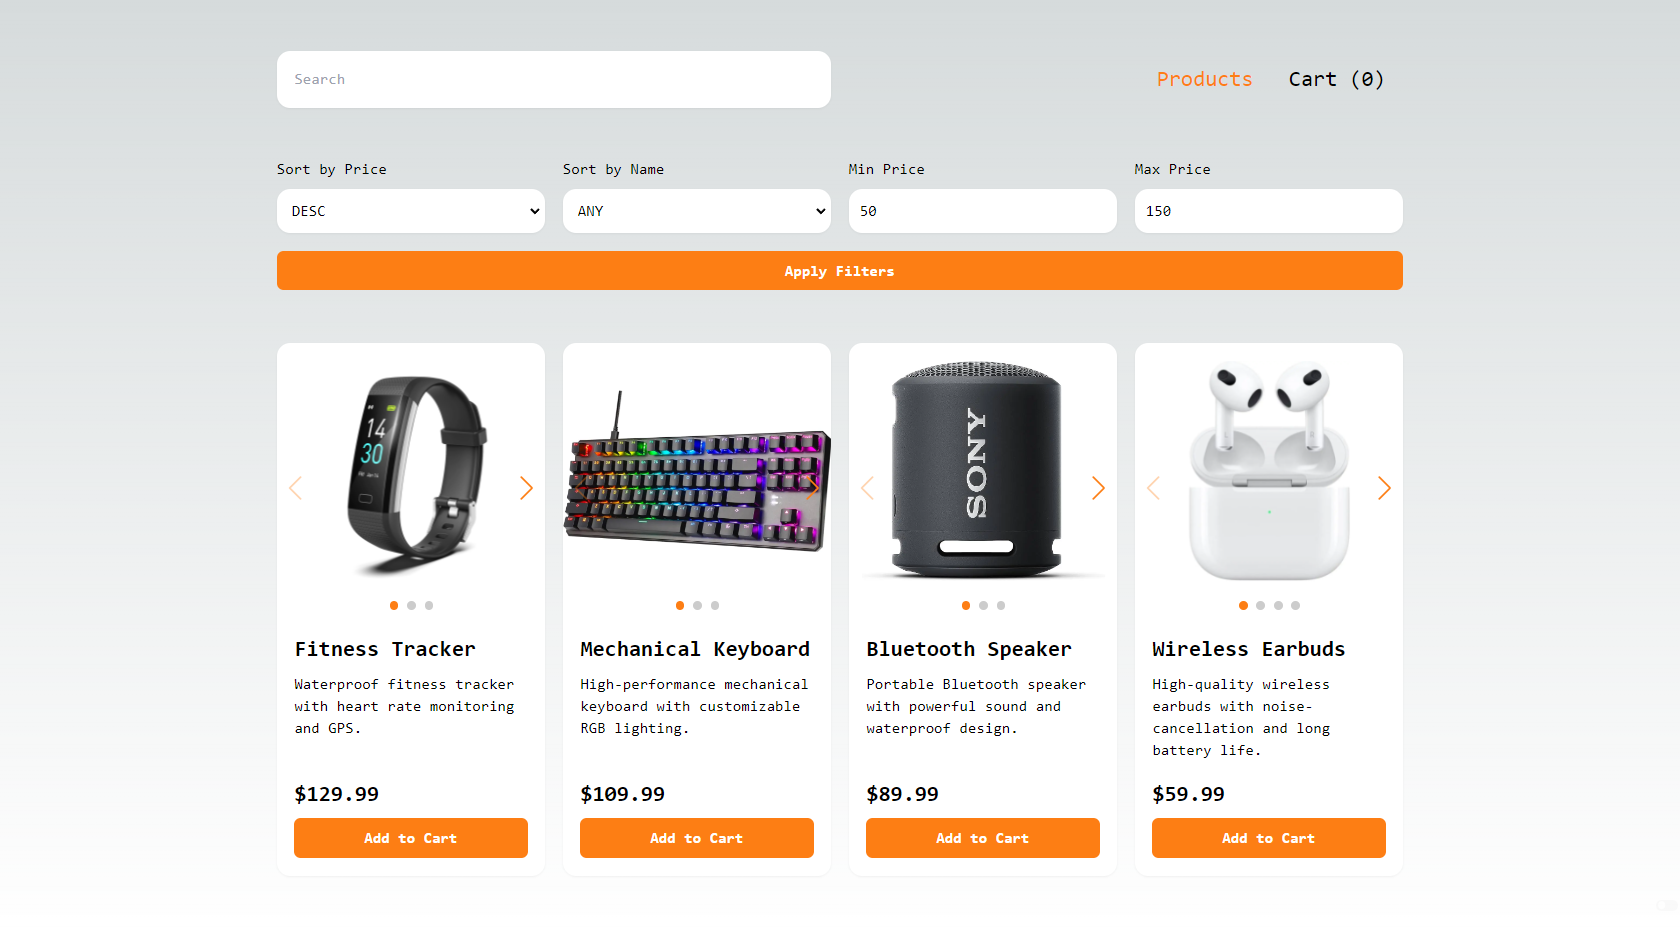 Search
Products
Cart (0)
Sort by Price
Sort by Name
Min Price
Max Price
DESC
ANY
50
150
Apply Filters
14
30
SONY
Fitness Tracker
Waterproof fitness tracker
with heart rate monitoring
and GPS.
$129.99
Add to Cart
Mechanical Keyboard
High-performance mechanical
keyboard with customizable
RGB lighting.
$109.99
Add to Cart
Bluetooth Speaker
Portable Bluetooth speaker
with powerful sound and
waterproof design.
$89.99
Add to Cart
Wireless Earbuds
High-quality wireless
earbuds with noise-
cancellation and long
battery life.
$59.99
Add to Cart